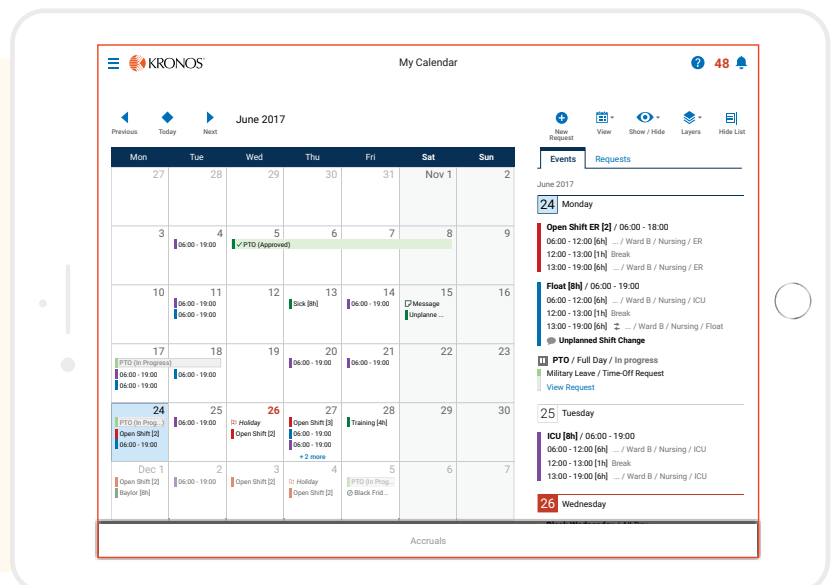 KRONOS
My Calendar
48
Previous Today Next
June 2017
New Request View Show / Hide Layers Hide List
Mon Tue Wed Thu Fri Sat Sun
27 28 29 30 31 Nov 1 2
3 4 5 6 7 8 9
06:00 - 19:00 PTO (Approved)
10 11 12 13 14 15 16
06:00 - 19:00 Sick [8h] 06:00 - 19:00 Message
06:00 - 19:00 Unplanne ...
17 18 19 20 21 22 23
PTO (In Progress) 06:00 - 19:00 06:00 - 19:00
06:00 - 19:00 06:00 - 19:00
06:00 - 19:00
24 25 26 27 28 29 30
PTO (In Prog...) 06:00 - 19:00 Holiday Open Shift [3] Training [4h]
Open Shift [2] Open Shift [2] 06:00 - 19:00
06:00 - 19:00 06:00 - 19:00
+ 2 more
Dec 1 2 3 4 5 6 7
Open Shift [2] 06:00 - 19:00 Open Shift [2] Holiday PTO (In Prog...
Baylor [8h] Open Shift [2] Black Frid...
Events Requests
June 2017
24 Monday
Open Shift ER [2] / 06:00 - 18:00
06:00 - 12:00 [6h] ... / Ward B / Nursing / ER
12:00 - 13:00 [1h] Break
13:00 - 19:00 [6h] ... / Ward B / Nursing / ER
Float [8h] / 06:00 - 19:00
06:00 - 12:00 [6h] ... / Ward B / Nursing / ICU
12:00 - 13:00 [1h] Break
13:00 - 19:00 [6h] ... / Ward B / Nursing / Float
Unplanned Shift Change
PTO / Full Day / In progress
Military Leave / Time-Off Request
View Request
25 Tuesday
ICU [8h] / 06:00 - 19:00
06:00 - 12:00 [6h] ... / Ward B / Nursing / ICU
12:00 - 13:00 [1h] Break
13:00 - 19:00 [6h] ... / Ward B / Nursing / ICU
26 Wednesday
Accruals